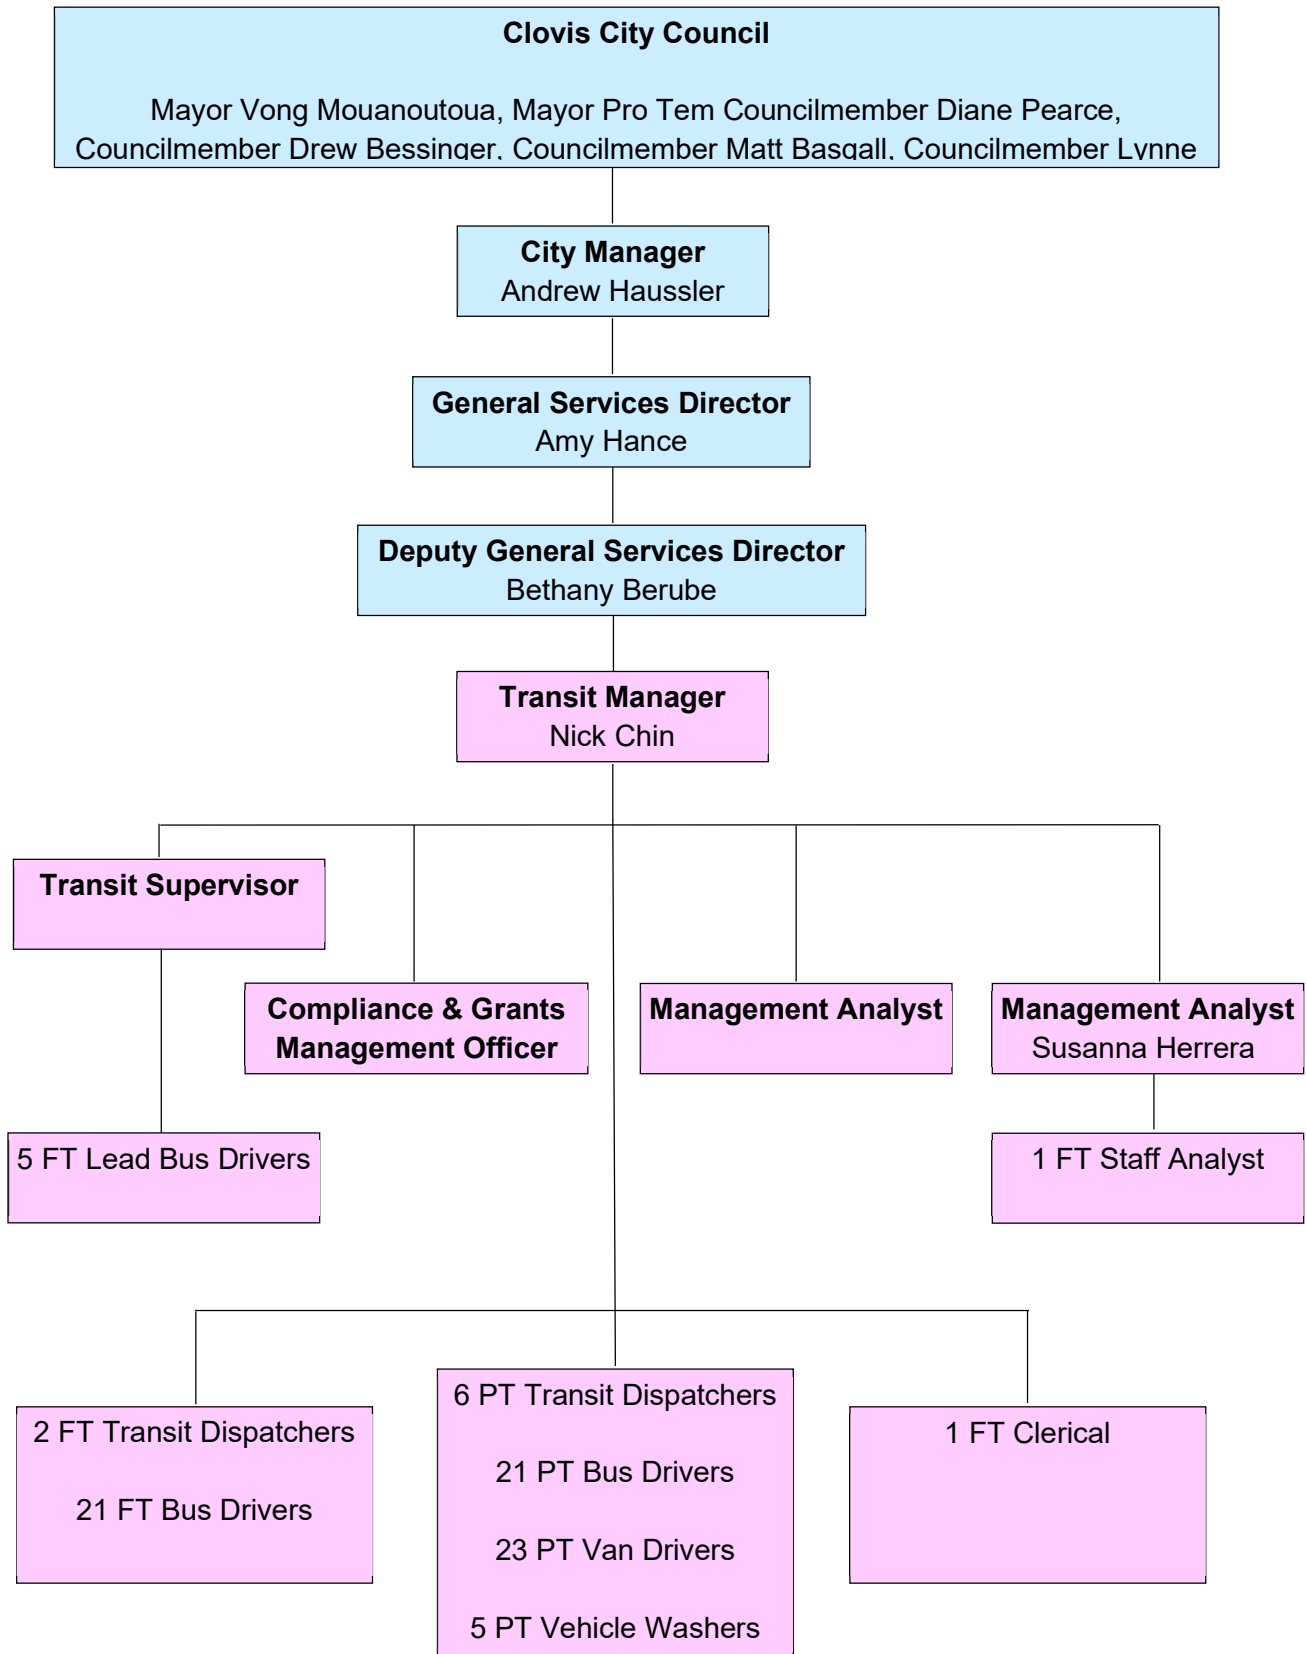 Clovis City Council
Mayor Vong Mouanoutoua, Mayor Pro Tem Councilmember Diane Pearce,
Councilmember Drew Bessinger, Councilmember Matt Basgall, Councilmember Lynne
City Manager
Andrew Haussler
General Services Director
Amy Hance
Deputy General Services Director
Bethany Berube
Transit Manager
Nick Chin
Transit Supervisor
Compliance & Grants
Management Officer
Management Analyst
Management Analyst
Susanna Herrera
5 FT Lead Bus Drivers
1 FT Staff Analyst
2 FT Transit Dispatchers
21 FT Bus Drivers
6 PT Transit Dispatchers
21 PT Bus Drivers
23 PT Van Drivers
5 PT Vehicle Washers
1 FT Clerical